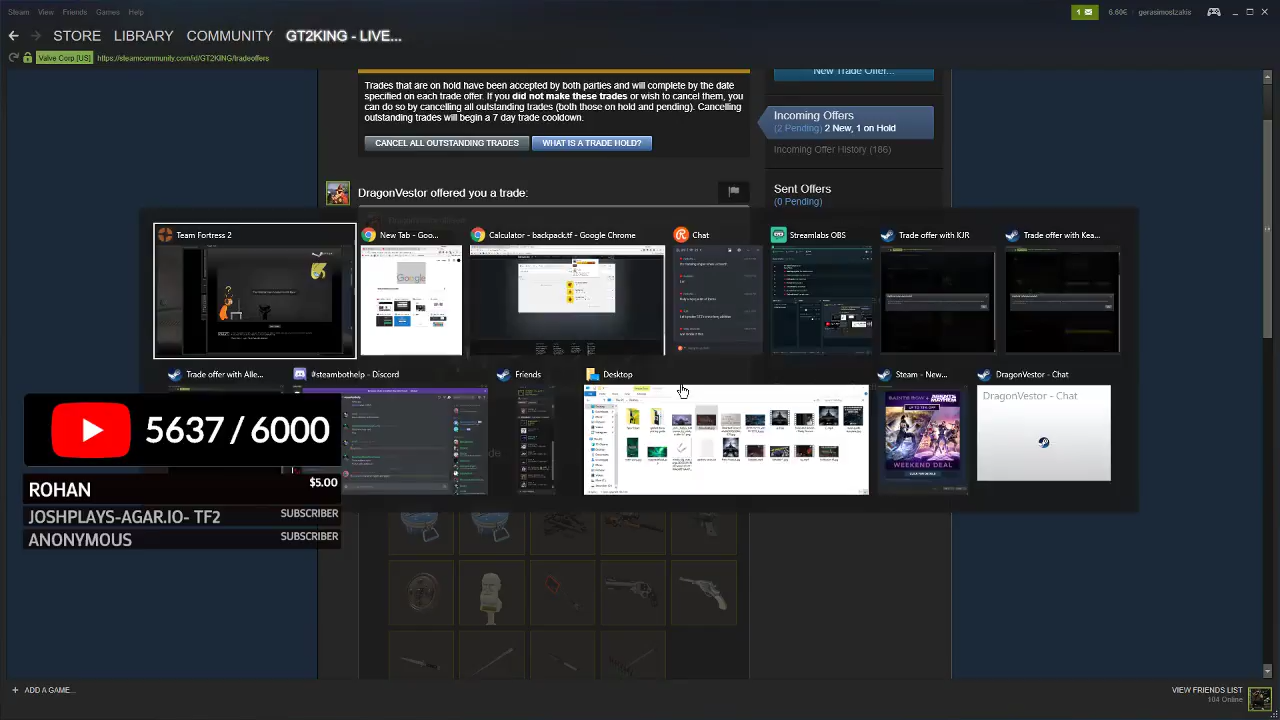 Steam View Friends Games Help
1
6.60€ gerasimostzakis
STORE LIBRARY COMMUNITY GT2KING - LIVE...
Valve Corp [US] https://steamcommunity.com/id/GT2KING/tradeoffers
New Trade Offer...
Trades that are on hold have been accepted by both parties and will complete by the date
specified on each trade offer. If you did not make these trades or wish to cancel them, you
can do so by cancelling all outstanding trades (both those on hold and pending). Cancelling
outstanding trades will begin a 7 day trade cooldown.
CANCEL ALL OUTSTANDING TRADES
WHAT IS A TRADE HOLD?
Incoming Offers
(2 Pending) 2 New, 1 on Hold
Incoming Offer History (186)
DragonVestor offered you a trade:
Sent Offers
(0 Pending)
Team Fortress 2
New Tab - Goo...
Calculator - backpack.tf - Google Chrome
Chat
Streamlabs OBS
Trade offer with KJR
Trade offer with Kea...
Google
Trade offer with Alle...
#steambothelp - Discord
Friends
Desktop
Steam - New...
DragonVestor - Chat
DragonVestor - Chat
WEEKEND DEAL
5637/6000
ROHAN $5.00
JOSHPLAYS-AGAR.IO- TF2 SUBSCRIBER
ANONYMOUS SUBSCRIBER
+ ADD A GAME...
VIEW FRIENDS LIST
104 Online